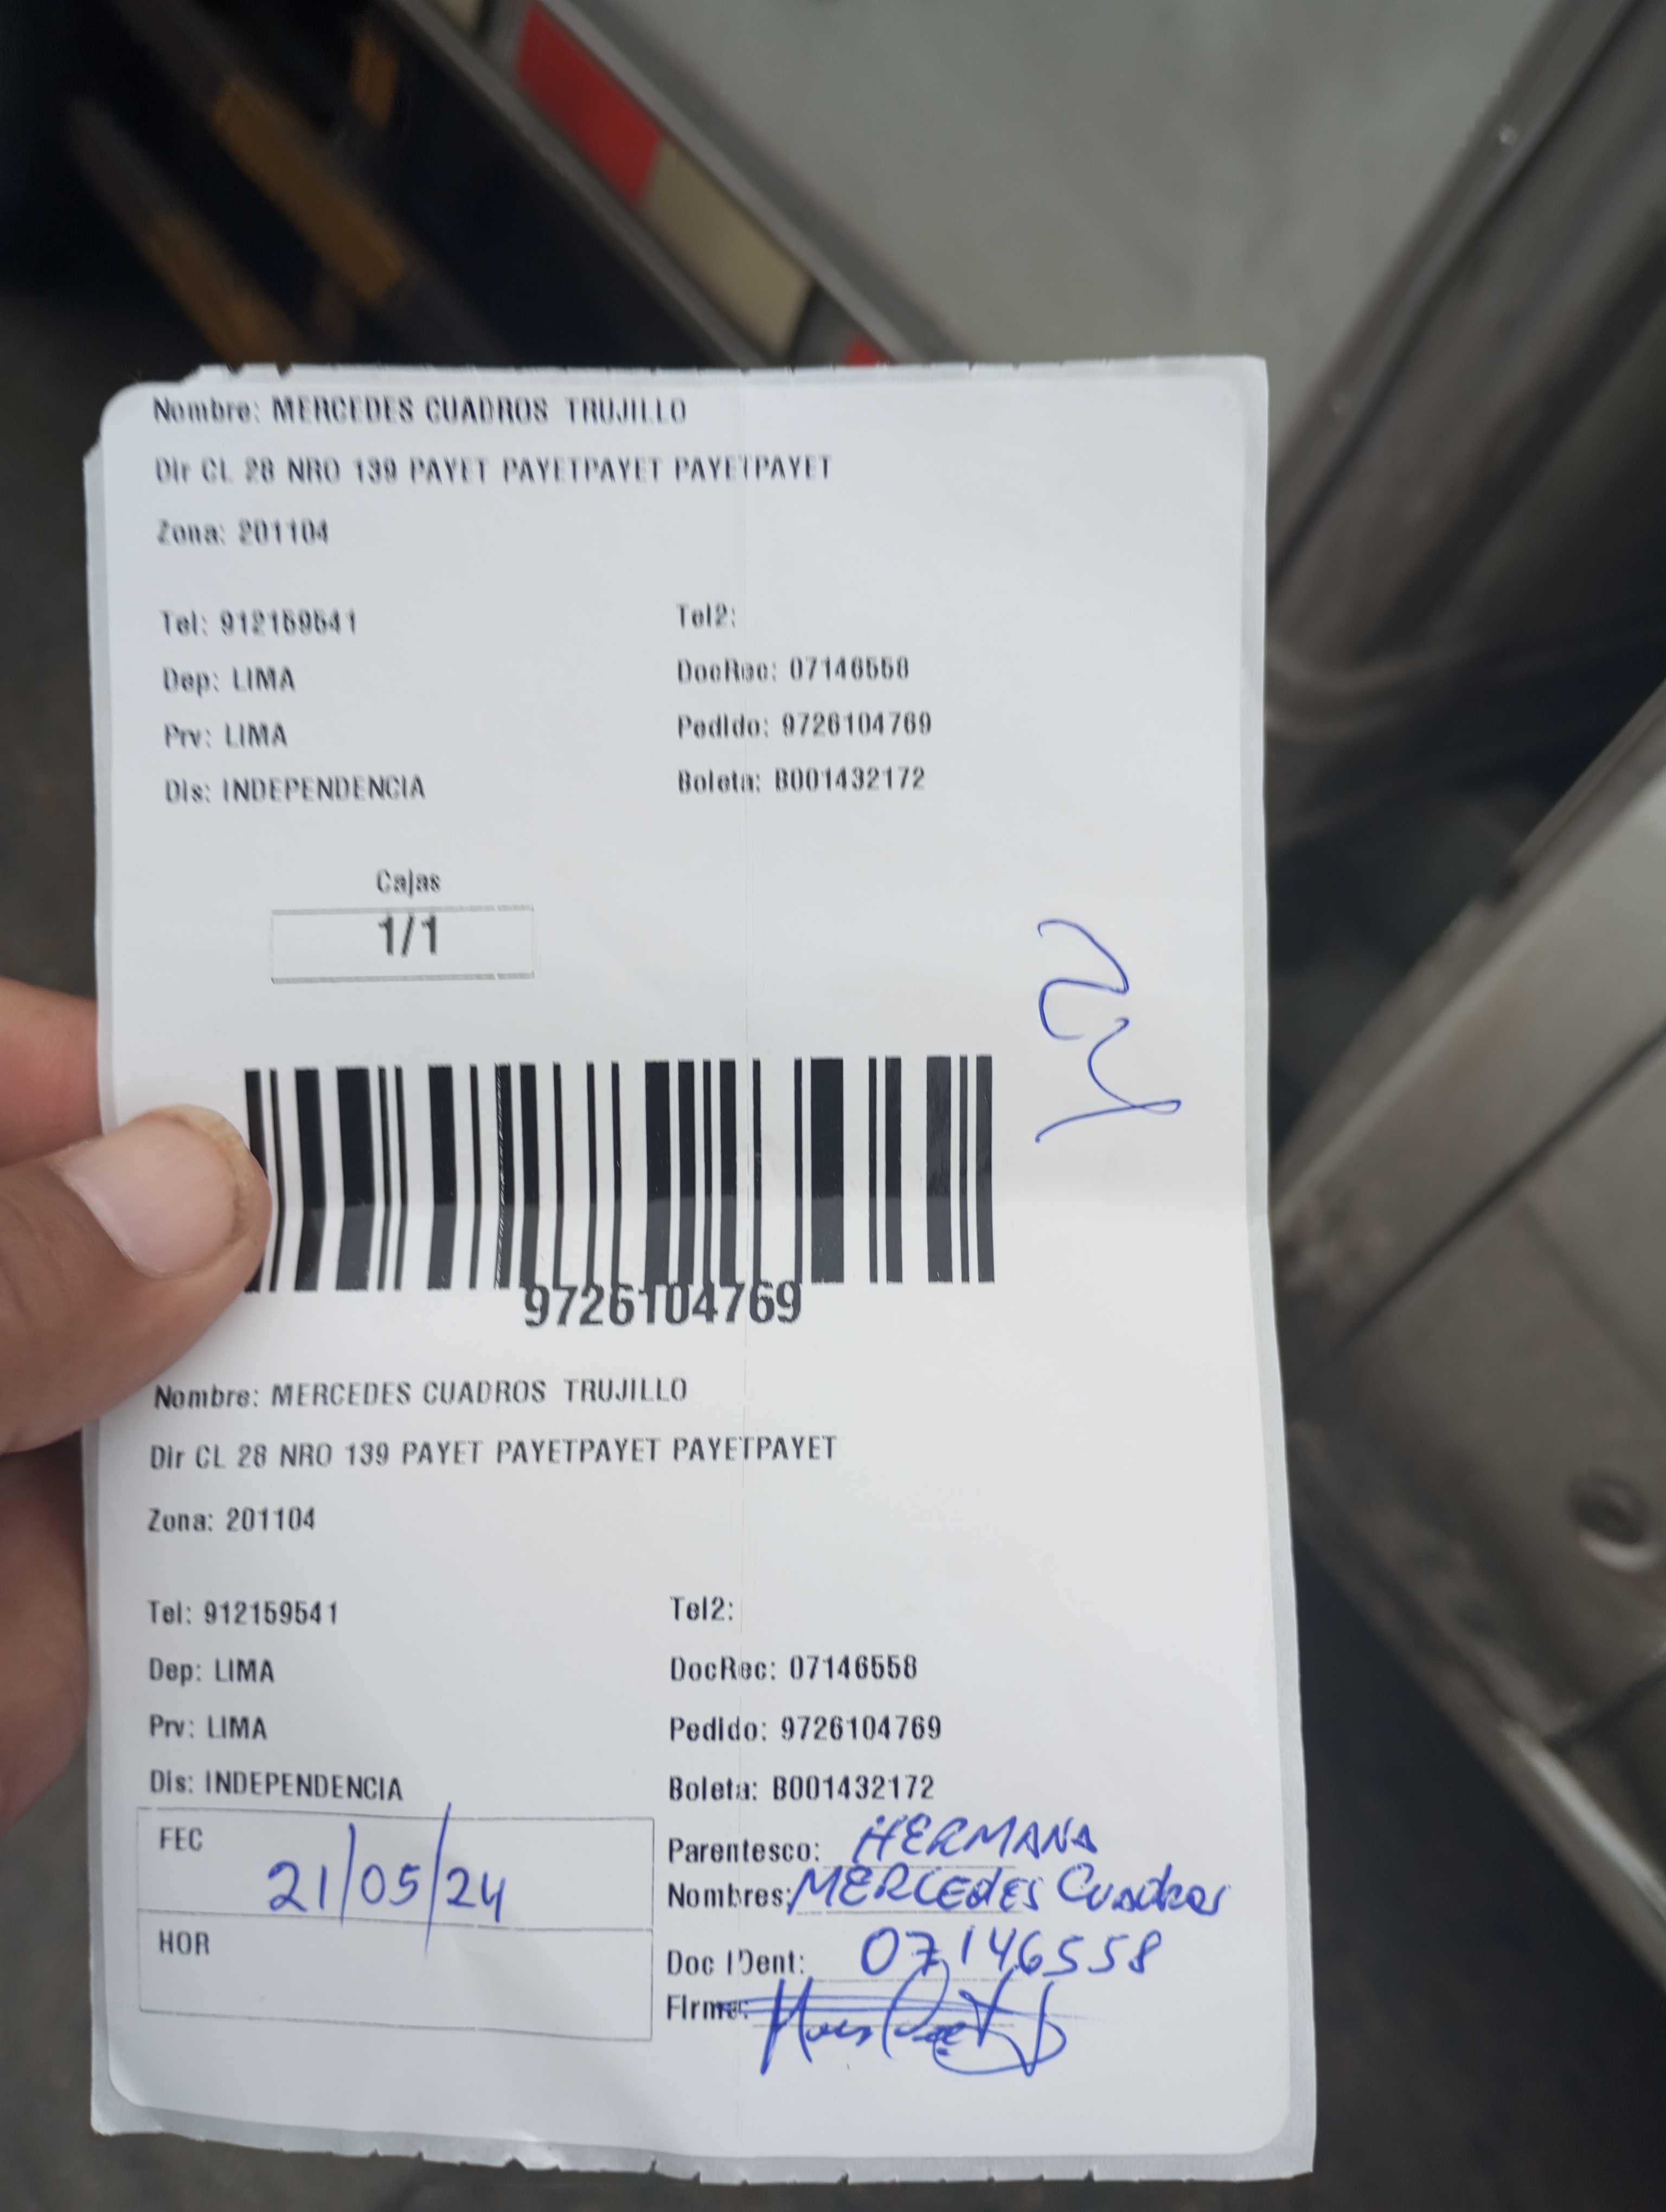 Nombre: MERCEDES CUADROS TRUJILLO
Dir CL 28 NRO 139 PAYET PAYETPAYET PAYETPAYET
Zona: 201104
Tel: 912159541 Tel2:
Dep: LIMA DocRec: 07146558
Prv: LIMA Pedido: 9726104769
Dis: INDEPENDENCIA Boleta: B001432172
Cajas
1/1
9726104769
Nombre: MERCEDES CUADROS TRUJILLO
Dir CL 28 NRO 139 PAYET PAYETPAYET PAYETPAYET
Zona: 201104
Tel: 912159541 Tel2:
Dep: LIMA DocRec: 07146558
Prv: LIMA Pedido: 9726104769
Dis: INDEPENDENCIA Boleta: B001432172
FEC 21/05/24 Parentesco: HERMANA
Nombres: MERCEdES Cuadros
HOR Doc IDent: 07146558
Firma: